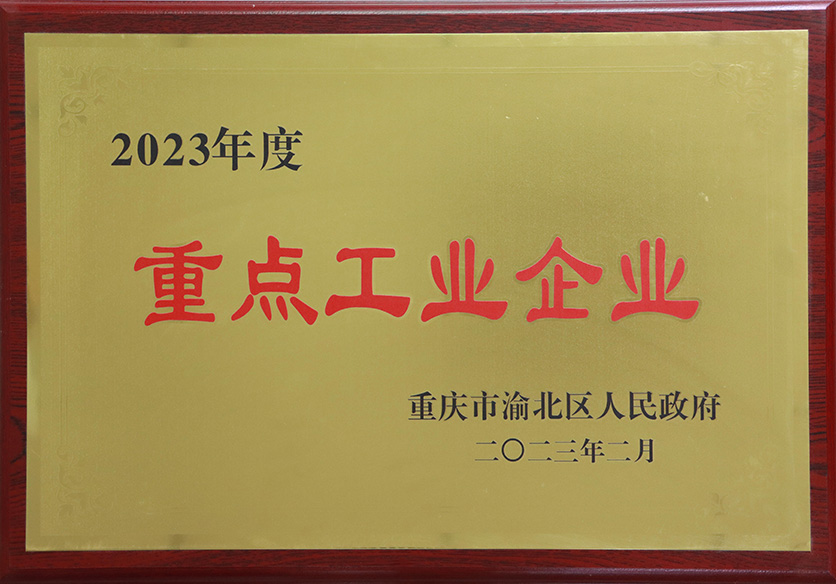 2023年度
重点工业企业
重庆市渝北区人民政府
二〇二三年二月